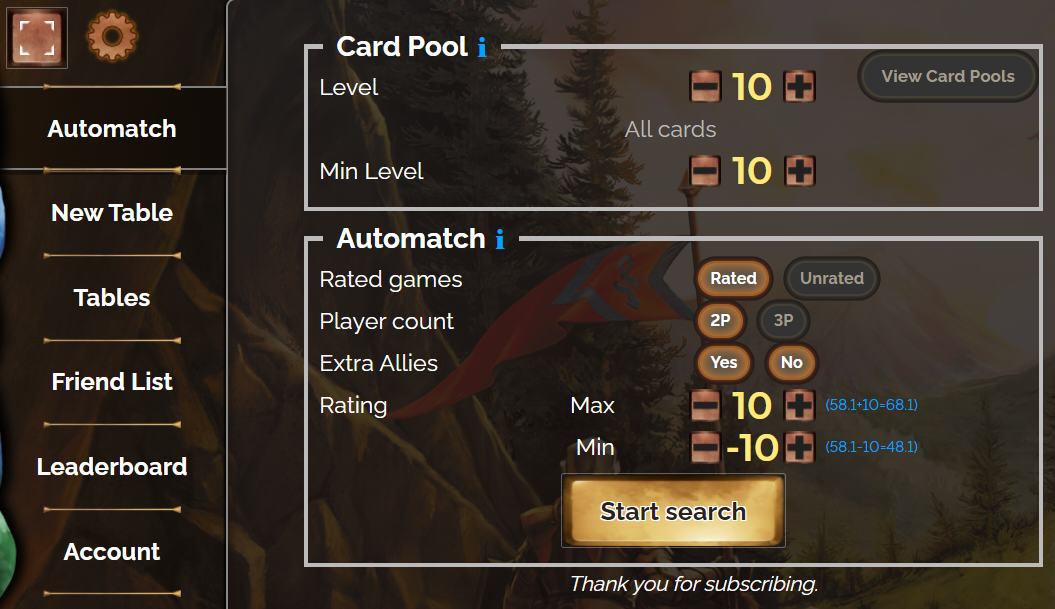 Automatch
New Table
Tables
Friend List
Leaderboard
Account
Card Pool i
Level - 10 + View Card Pools
All cards
Min Level - 10 +
Automatch i
Rated games Rated Unrated
Player count 2P 3P
Extra Allies Yes No
Rating Max - 10 + (58.1+10=68.1)
Min - -10 + (58.1-10=48.1)
Start search
Thank you for subscribing.